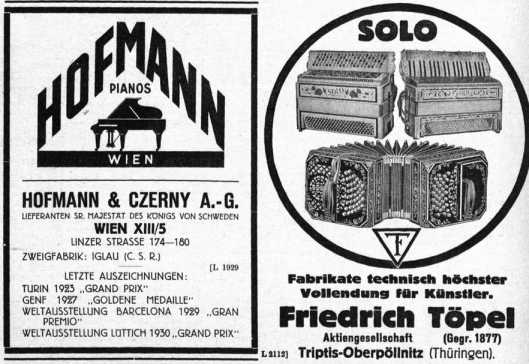 HOFMANN
PIANOS
WIEN
HOFMANN & CZERNY A.-G.
LIEFERANTEN SR. MAJESTÄT DES KÖNIGS VON SCHWEDEN
WIEN XIII/5
LINZER STRASSE 174—180
ZWEIGFABRIK: IGLAU (C. S. R.)
[L 1929
LETZTE AUSZEICHNUNGEN:
TURIN 1923 „GRAND PRIX“
GENF 1927 „GOLDENE MEDAILLE“
WELTAUSSTELLUNG BARCELONA 1929 „GRAN
PREMIO“
WELTAUSSTELLUNG LÜTTICH 1930 „GRAND PRIX“
SOLO
F
T
Fabrikate technisch höchster
Vollendung für Künstler.
Friedrich Töpel
Aktiengesellschaft (Gegr. 1877)
L 2112] Triptis-Oberpöllnitz (Thüringen).